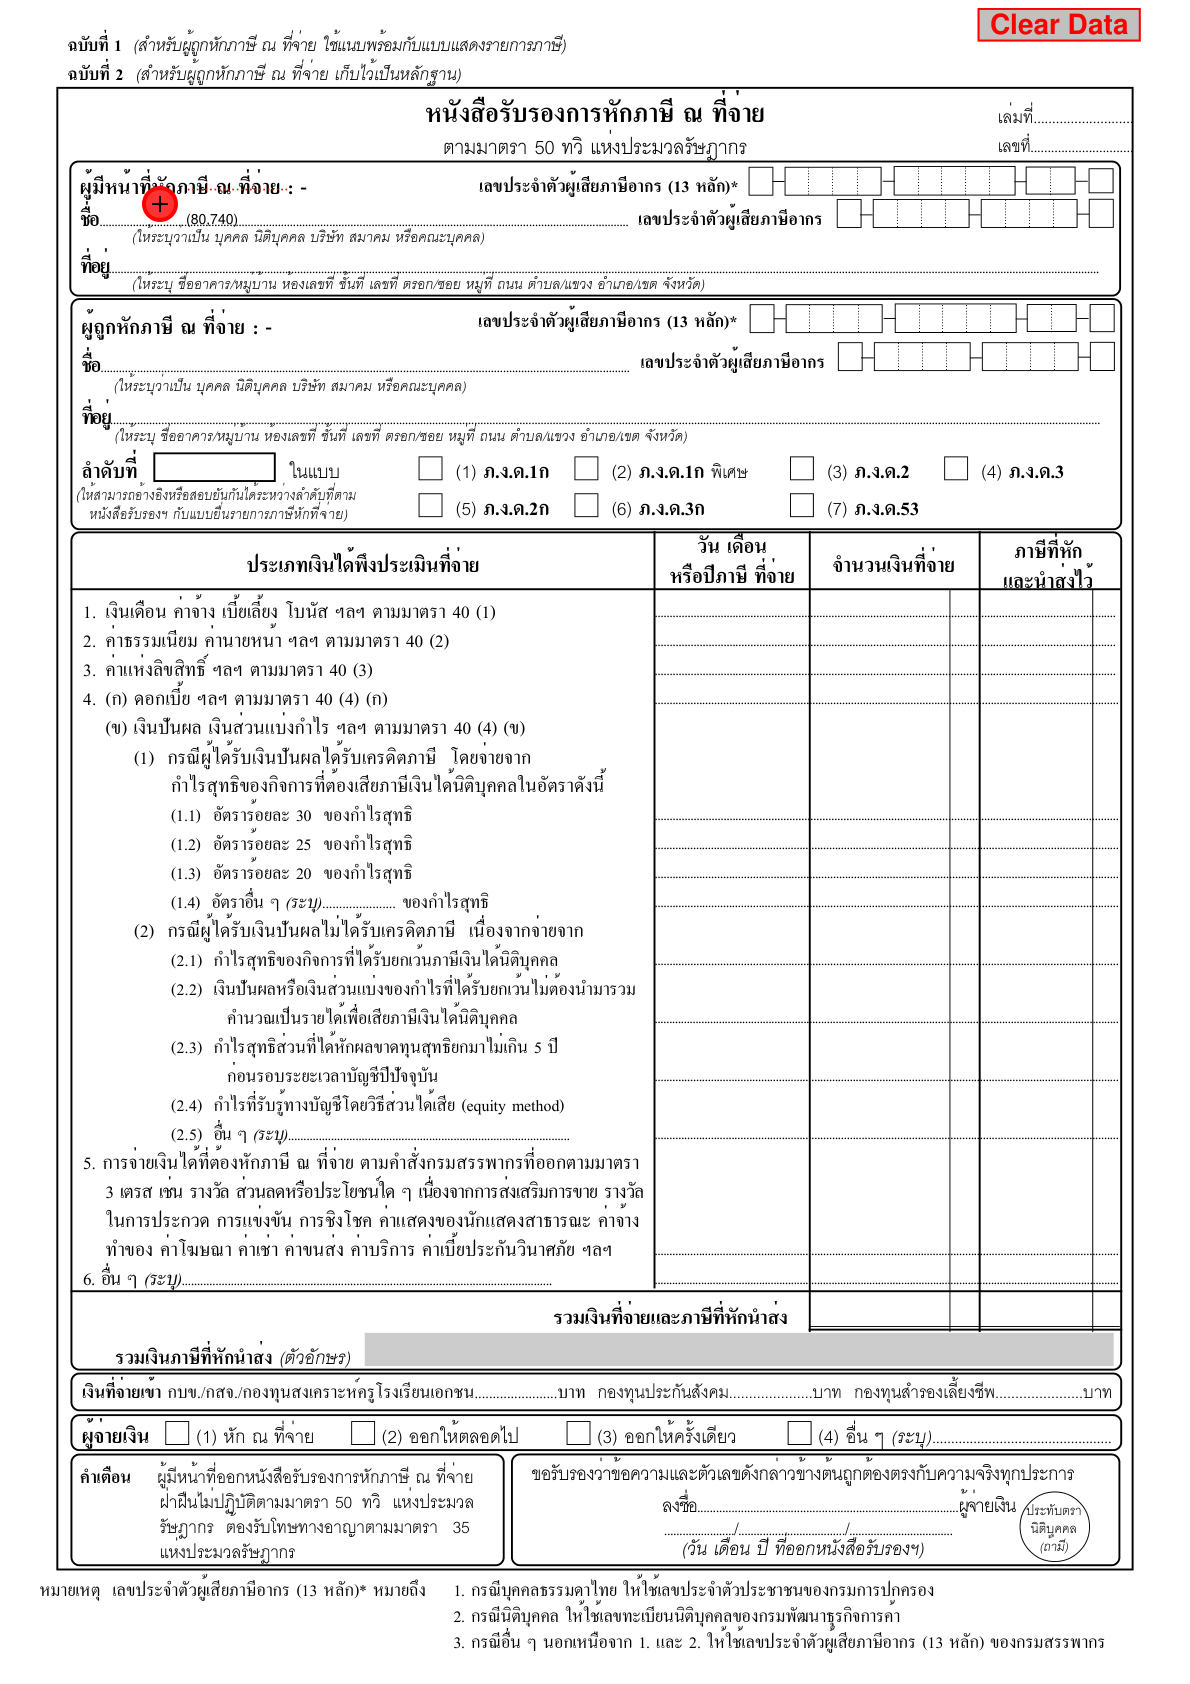 Clear Data
ฉบับที่ 1 (สำหรับผู้ถูกหักภาษี ณ ที่จ่าย ใช้แนบพร้อมกับแบบแสดงรายการภาษี)
ฉบับที่ 2 (สำหรับผู้ถูกหักภาษี ณ ที่จ่าย เก็บไว้เป็นหลักฐาน)
หนังสือรับรองการหักภาษี ณ ที่จ่าย
เล่มที่
ตามมาตรา 50 ทวิ แห่งประมวลรัษฎากร
เลขที่
ผู้มีหน้าที่หักภาษี ณ ที่จ่าย : - เลขประจำตัวผู้เสียภาษีอากร (13 หลัก)*
ชื่อ (80,740) เลขประจำตัวผู้เสียภาษีอากร
(ให้ระบุว่าเป็น บุคคล นิติบุคคล บริษัท สมาคม หรือคณะบุคคล)
ที่อยู่
(ให้ระบุ ชื่ออาคาร/หมู่บ้าน ห้องเลขที่ ชั้นที่ เลขที่ ตรอก/ซอย หมู่ที่ ถนน ตำบล/แขวง อำเภอ/เขต จังหวัด)
ผู้ถูกหักภาษี ณ ที่จ่าย : - เลขประจำตัวผู้เสียภาษีอากร (13 หลัก)*
ชื่อ เลขประจำตัวผู้เสียภาษีอากร
(ให้ระบุว่าเป็น บุคคล นิติบุคคล บริษัท สมาคม หรือคณะบุคคล)
ที่อยู่
(ให้ระบุ ชื่ออาคาร/หมู่บ้าน ห้องเลขที่ ชั้นที่ เลขที่ ตรอก/ซอย หมู่ที่ ถนน ตำบล/แขวง อำเภอ/เขต จังหวัด)
ลำดับที่ ในแบบ (1) ภ.ง.ด.1ก (2) ภ.ง.ด.1ก พิเศษ (3) ภ.ง.ด.2 (4) ภ.ง.ด.3
(ให้สามารถอ้างอิงหรือสอบยันกันได้ระหว่างลำดับที่ตาม
หนังสือรับรองฯ กับแบบยื่นรายการภาษีหักที่จ่าย) (5) ภ.ง.ด.2ก (6) ภ.ง.ด.3ก (7) ภ.ง.ด.53
ประเภทเงินได้พึงประเมินที่จ่าย
วัน เดือน
หรือปีภาษี ที่จ่าย
จำนวนเงินที่จ่าย
ภาษีที่หัก
และนำส่งไว้
1. เงินเดือน ค่าจ้าง เบี้ยเลี้ยง โบนัส ฯลฯ ตามมาตรา 40 (1)
2. ค่าธรรมเนียม ค่านายหน้า ฯลฯ ตามมาตรา 40 (2)
3. ค่าแห่งลิขสิทธิ์ ฯลฯ ตามมาตรา 40 (3)
4. (ก) ดอกเบี้ย ฯลฯ ตามมาตรา 40 (4) (ก)
(ข) เงินปันผล เงินส่วนแบ่งกำไร ฯลฯ ตามมาตรา 40 (4) (ข)
(1) กรณีผู้ได้รับเงินปันผลได้รับเครดิตภาษี โดยจ่ายจาก
กำไรสุทธิของกิจการที่ต้องเสียภาษีเงินได้นิติบุคคลในอัตราดังนี้
(1.1) อัตราร้อยละ 30 ของกำไรสุทธิ
(1.2) อัตราร้อยละ 25 ของกำไรสุทธิ
(1.3) อัตราร้อยละ 20 ของกำไรสุทธิ
(1.4) อัตราอื่น ๆ (ระบุ)...................... ของกำไรสุทธิ
(2) กรณีผู้ได้รับเงินปันผลไม่ได้รับเครดิตภาษี เนื่องจากจ่ายจาก
(2.1) กำไรสุทธิของกิจการที่ได้รับยกเว้นภาษีเงินได้นิติบุคคล
(2.2) เงินปันผลหรือเงินส่วนแบ่งของกำไรที่ได้รับยกเว้นไม่ต้องนำมารวม
คำนวณเป็นรายได้เพื่อเสียภาษีเงินได้นิติบุคคล
(2.3) กำไรสุทธิส่วนที่ได้หักผลขาดทุนสุทธิยกมาไม่เกิน 5 ปี
ก่อนรอบระยะเวลาบัญชีปีปัจจุบัน
(2.4) กำไรที่รับรู้ทางบัญชีโดยวิธีส่วนได้เสีย (equity method)
(2.5) อื่น ๆ (ระบุ)
5. การจ่ายเงินได้ที่ต้องหักภาษี ณ ที่จ่าย ตามคำสั่งกรมสรรพากรที่ออกตามมาตรา
3 เตรส เช่น รางวัล ส่วนลดหรือประโยชน์ใด ๆ เนื่องจากการส่งเสริมการขาย รางวัล
ในการประกวด การแข่งขัน การชิงโชค ค่าแสดงของนักแสดงสาธารณะ ค่าจ้าง
ทำของ ค่าโฆษณา ค่าเช่า ค่าขนส่ง ค่าบริการ ค่าเบี้ยประกันวินาศภัย ฯลฯ
6. อื่น ๆ (ระบุ)
รวมเงินที่จ่ายและภาษีที่หักนำส่ง
รวมเงินภาษีที่หักนำส่ง (ตัวอักษร)
เงินที่จ่ายเข้า กบข./กสจ./กองทุนสงเคราะห์ครูโรงเรียนเอกชน......................บาท กองทุนประกันสังคม......................บาท กองทุนสำรองเลี้ยงชีพ......................บาท
ผู้จ่ายเงิน (1) หัก ณ ที่จ่าย (2) ออกให้ตลอดไป (3) ออกให้ครั้งเดียว (4) อื่น ๆ (ระบุ)
คำเตือน ผู้มีหน้าที่ออกหนังสือรับรองการหักภาษี ณ ที่จ่าย
ฝ่าฝืนไม่ปฏิบัติตามมาตรา 50 ทวิ แห่งประมวล
รัษฎากร ต้องรับโทษทางอาญาตามมาตรา 35
แห่งประมวลรัษฎากร
ขอรับรองว่าข้อความและตัวเลขดังกล่าวข้างต้นถูกต้องตรงกับความจริงทุกประการ
ลงชื่อ......................ผู้จ่ายเงิน
....................../....................../......................
(วัน เดือน ปี ที่ออกหนังสือรับรองฯ)
ประทับตรา
นิติบุคคล
(ถ้ามี)
หมายเหตุ เลขประจำตัวผู้เสียภาษีอากร (13 หลัก)* หมายถึง 1. กรณีบุคคลธรรมดาไทย ให้ใช้เลขประจำตัวประชาชนของกรมการปกครอง
2. กรณีนิติบุคคล ให้ใช้เลขทะเบียนนิติบุคคลของกรมพัฒนาธุรกิจการค้า
3. กรณีอื่น ๆ นอกเหนือจาก 1. และ 2. ให้ใช้เลขประจำตัวผู้เสียภาษีอากร (13 หลัก) ของกรมสรรพากร